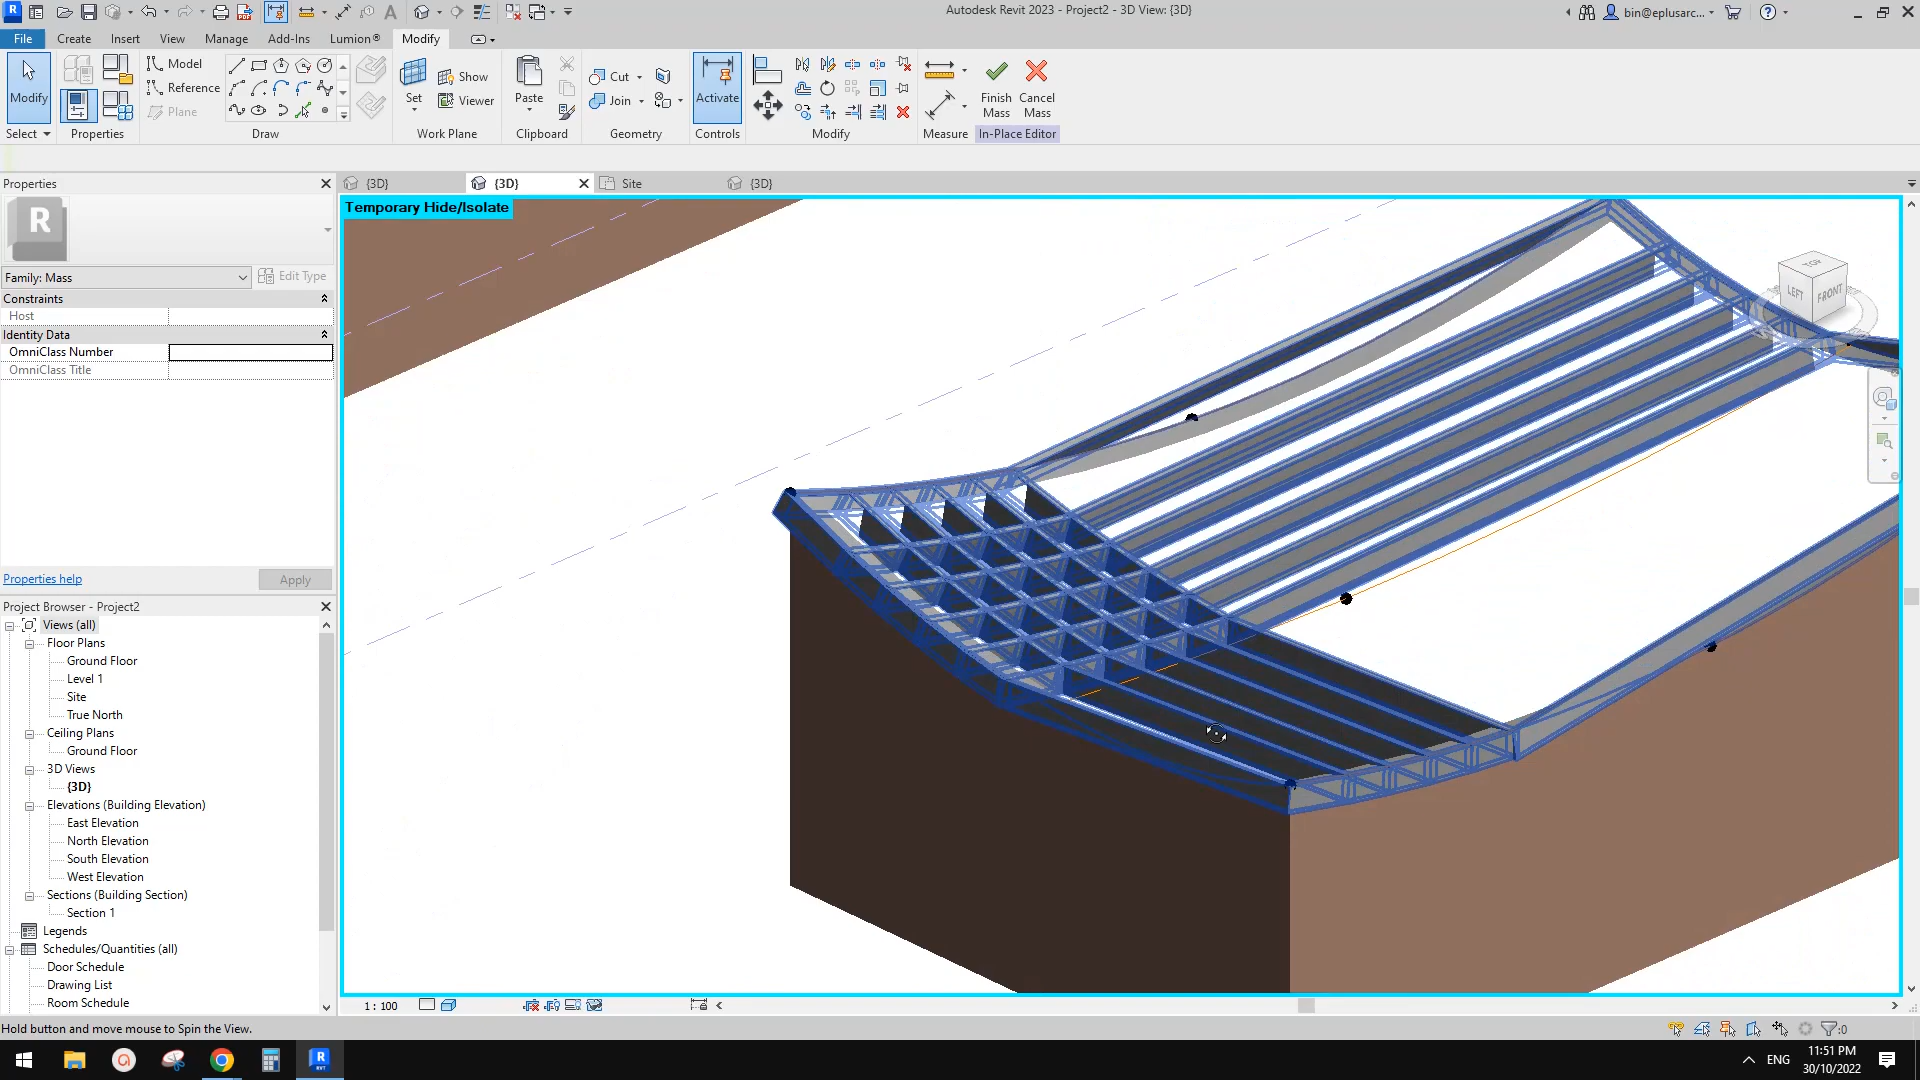 Autodesk Revit 2023 - Project2 - 3D View: {3D}
bin@eplusarc...
File Create Insert View Manage Add-Ins Lumion® Modify
Modify
Select
Properties
Model
Reference
Plane
Draw
Set
Show
Viewer
Work Plane
Paste
Clipboard
Cut
Join
Geometry
Activate
Controls
Modify
Measure
Finish Mass
Cancel Mass
In-Place Editor
Properties
R
Family: Mass
Edit Type
Constraints
Host
Identity Data
OmniClass Number
OmniClass Title
Properties help
Apply
{3D}
{3D}
Site
{3D}
Temporary Hide/Isolate
TOP
LEFT
FRONT
Project Browser - Project2
Views (all)
Floor Plans
Ground Floor
Level 1
Site
True North
Ceiling Plans
Ground Floor
3D Views
{3D}
Elevations (Building Elevation)
East Elevation
North Elevation
South Elevation
West Elevation
Sections (Building Section)
Section 1
Legends
Schedules/Quantities (all)
Door Schedule
Drawing List
Room Schedule
1 : 100
Hold button and move mouse to Spin the View.
:0
ENG
11:51 PM
30/10/2022